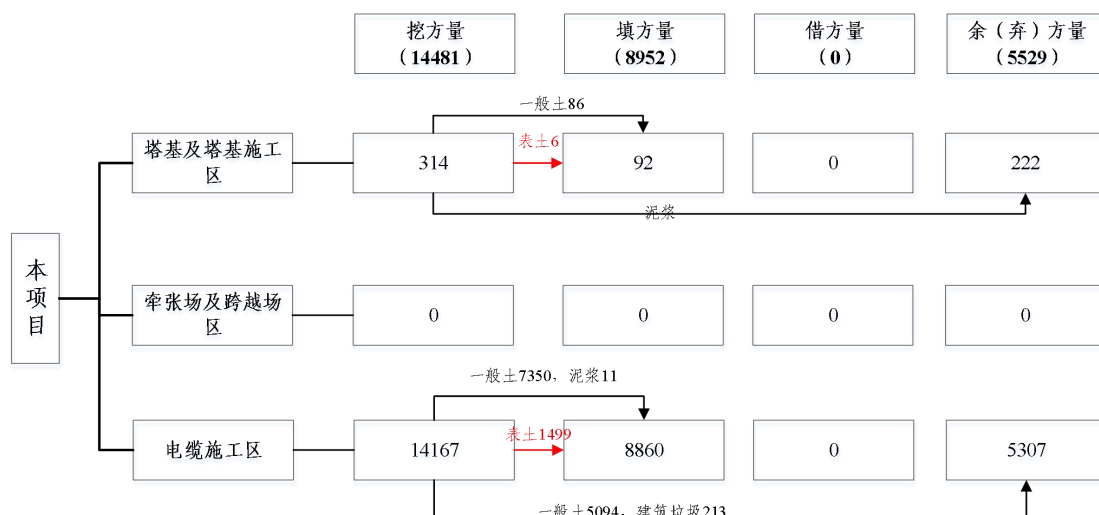 挖方量
（14481）
填方量
（8952）
借方量
（0）
余（弃）方量
（5529）
一般土86
塔基及塔基施工
区
314
表土6
92
0
222
泥浆
本
项
目
牵张场及跨越场
区
0
0
0
0
一般土7350，泥浆11
电缆施工区
14167
表土1499
8860
0
5307
一般土5094，建筑垃圾213